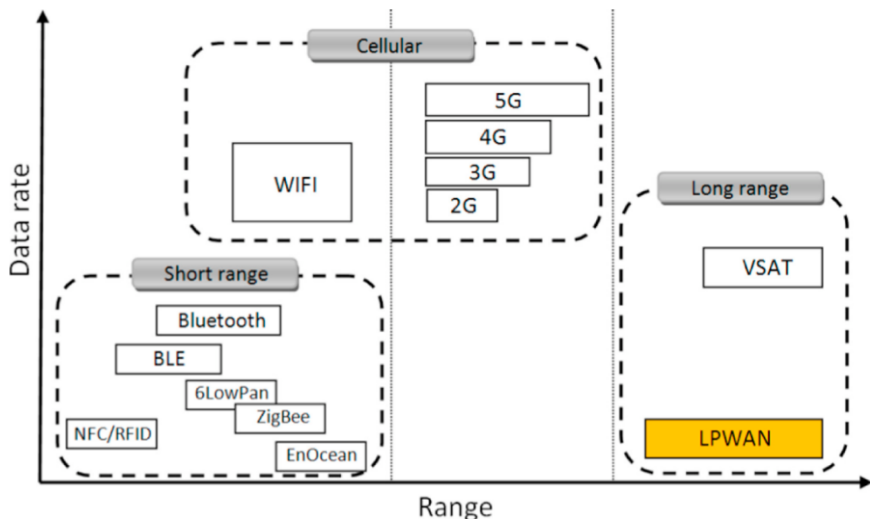 Cellular
5G
4G
WIFI
3G
2G
Long range
Data rate
VSAT
Short range
Bluetooth
BLE
6LowPan
ZigBee
NFC/RFID
EnOcean
LPWAN
Range